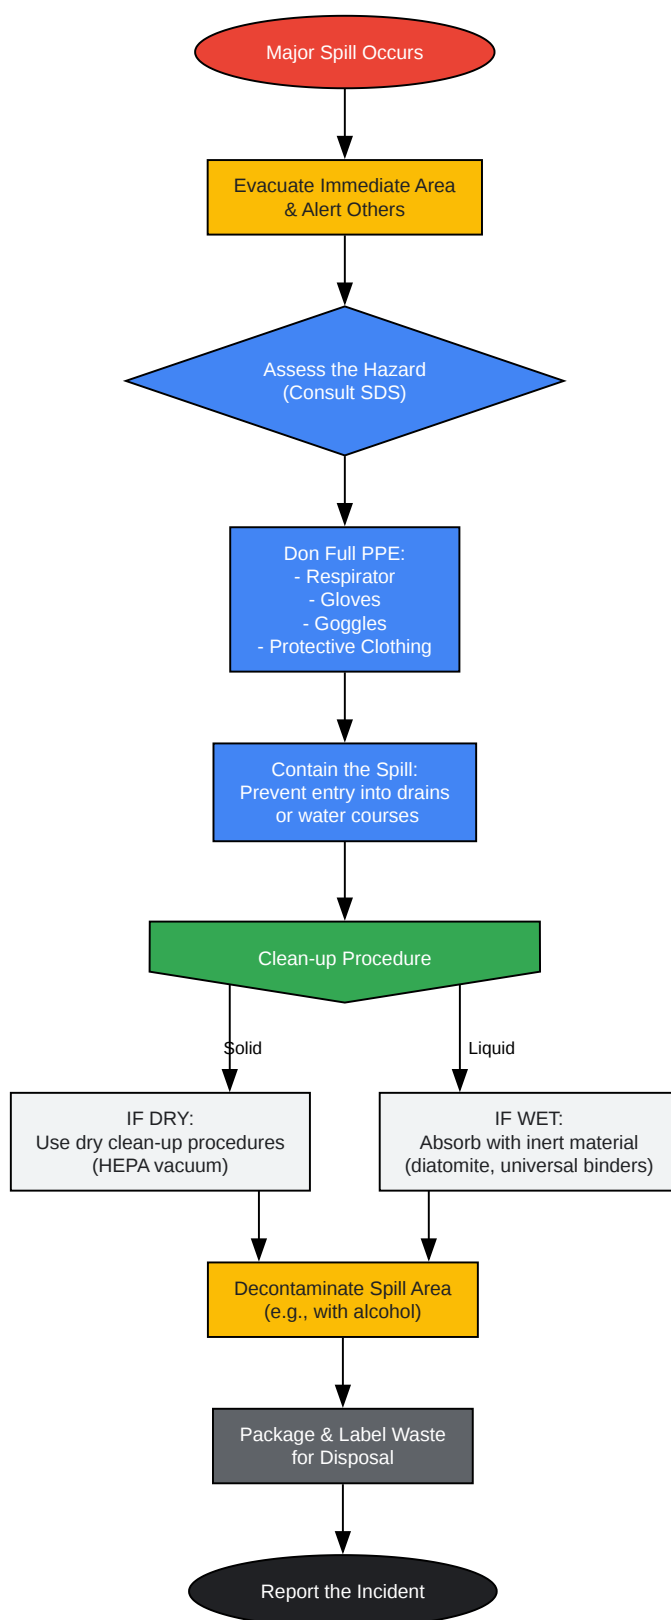 Major Spill Occurs
Evacuate Immediate Area
& Alert Others
Assess the Hazard
(Consult SDS)
Don Full PPE:
- Respirator
- Gloves
- Goggles
- Protective Clothing
Contain the Spill:
Prevent entry into drains
or water courses
Clean-up Procedure
Solid
Liquid
IF DRY:
Use dry clean-up procedures
(HEPA vacuum)
IF WET:
Absorb with inert material
(diatomite, universal binders)
Decontaminate Spill Area
(e.g., with alcohol)
Package & Label Waste
for Disposal
Report the Incident